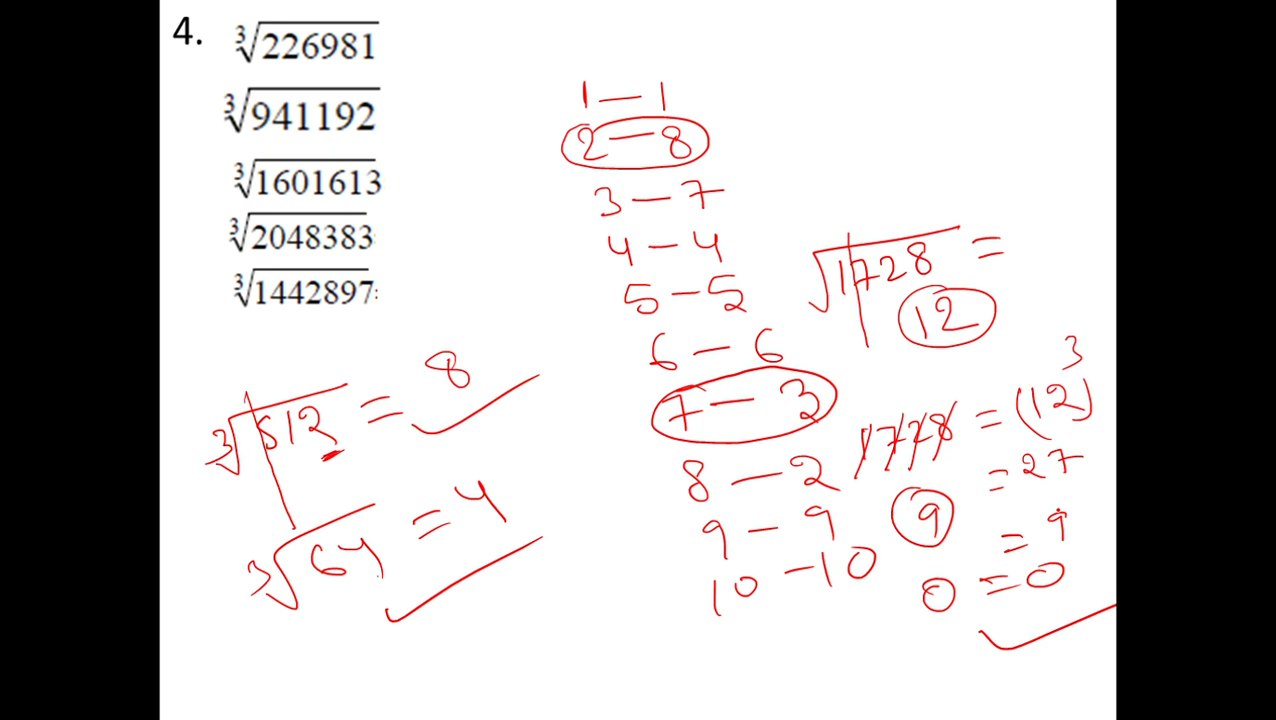 4. ∛226981
∛941192
∛1601613
∛2048383
∛1442897:
1 — 1
2 — 8
3 — 7
4 — 4
5 — 5
6 — 6
7 — 3
8 — 2
9 — 9
10 — 10
∛512 = 8
∛64 = 4
√1728 =
12
1728 = (12)³
= 27
9 = 9
0 = 0